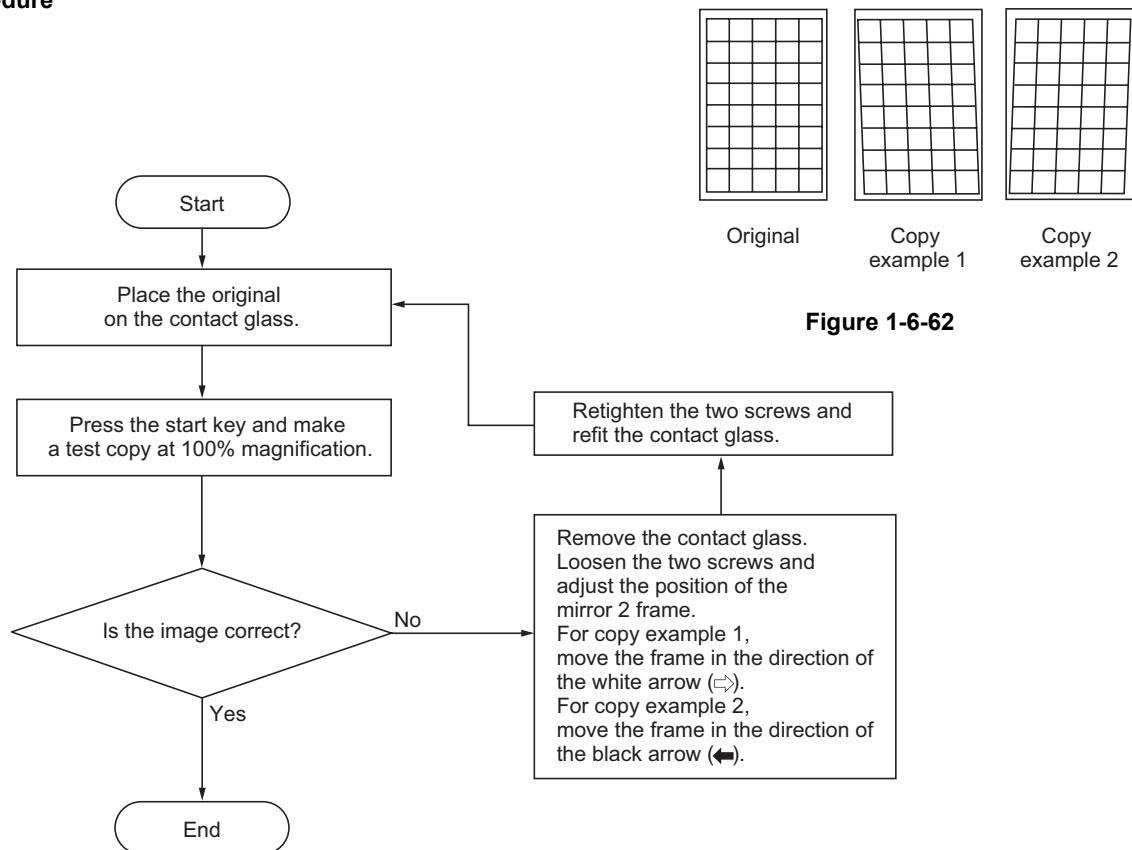 edure
Original
Copy
example 1
Copy
example 2
Figure 1-6-62
Start
Place the original
on the contact glass.
Press the start key and make
a test copy at 100% magnification.
Is the image correct?
No
Yes
End
Remove the contact glass.
Loosen the two screws and
adjust the position of the
mirror 2 frame.
For copy example 1,
move the frame in the direction of
the white arrow (⇨).
For copy example 2,
move the frame in the direction of
the black arrow (⬅).
Retighten the two screws and
refit the contact glass.